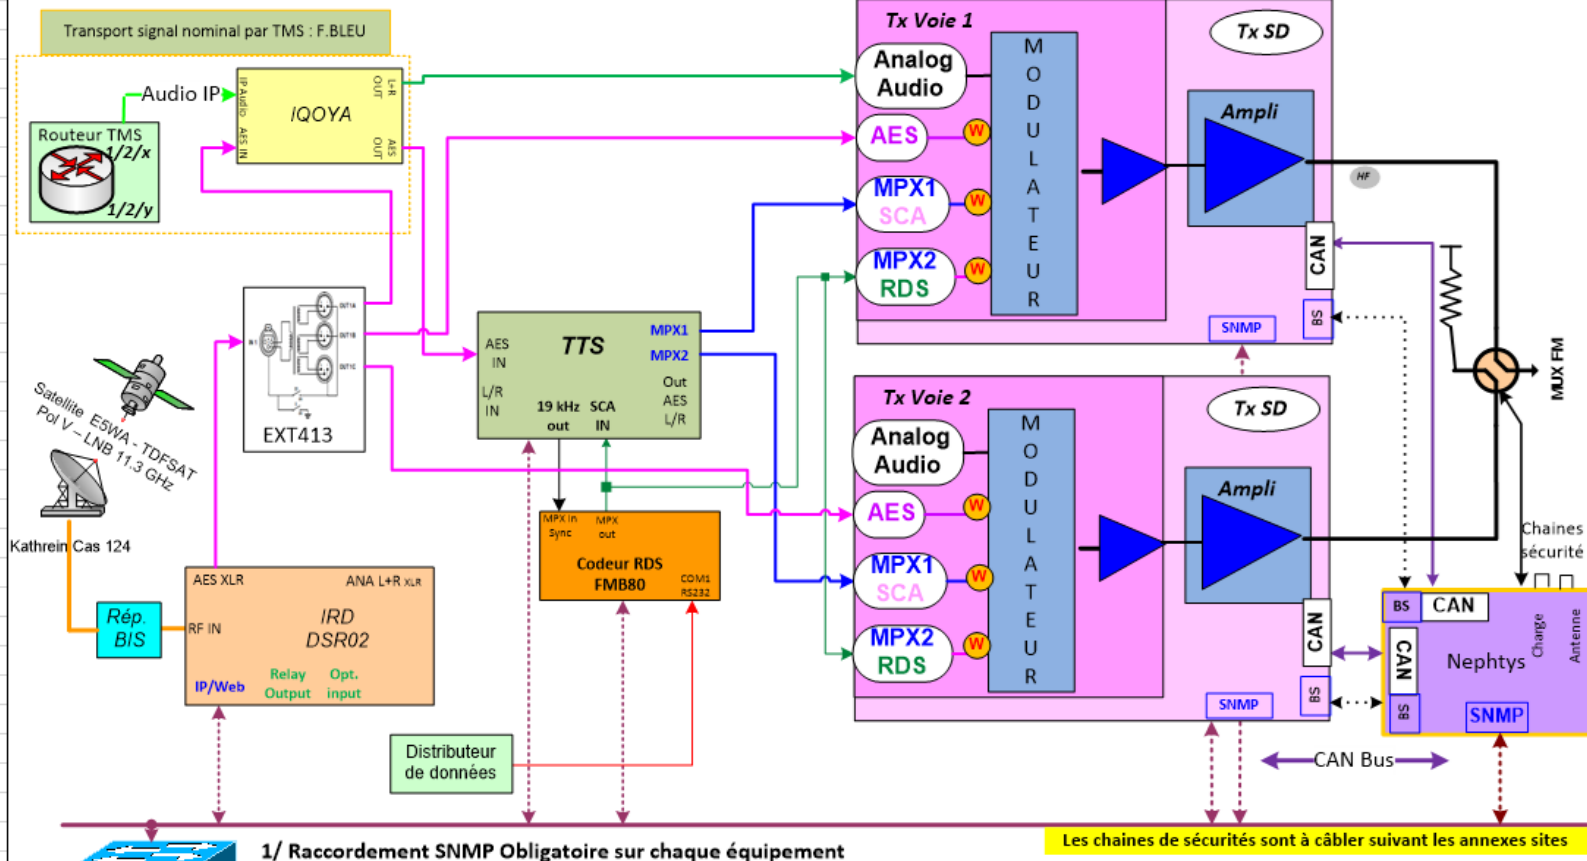 Transport signal nominal par TMS : F.BLEU
Audio IP
Routeur TMS
1/2/x
1/2/y
IP Audio
AES IN
IQOYA
L+R OUT
AES OUT
Satellite E5WA - TDFSAT
Pol V – LNB 11.3 GHz
Kathrein Cas 124
Rép. BIS
EXT413
OUT1A
OUT1B
OUT1C
AES XLR
ANA L+R XLR
RF IN
IRD
DSR02
IP/Web
Relay Output
Opt. input
TTS
AES IN
L/R IN
MPX1
MPX2
Out
AES
L/R
19 kHz out
SCA IN
MPX in Sync
MPX out
Codeur RDS
FMB80
COM1
RS232
Distributeur
de données
Tx Voie 1
Tx SD
Analog Audio
AES
MPX1
SCA
MPX2
RDS
W
W
W
MODULATEUR
Ampli
HF
CAN
BS
SNMP
Tx Voie 2
Tx SD
Analog Audio
AES
MPX1
SCA
MPX2
RDS
W
W
W
MODULATEUR
Ampli
CAN
BS
SNMP
MUX FM
Chaines
sécurité
BS
CAN
CAN
BS
Nephtys
Charge
Antenne
SNMP
CAN Bus
Les chaines de sécurités sont à câbler suivant les annexes sites
1/ Raccordement SNMP Obligatoire sur chaque équipement